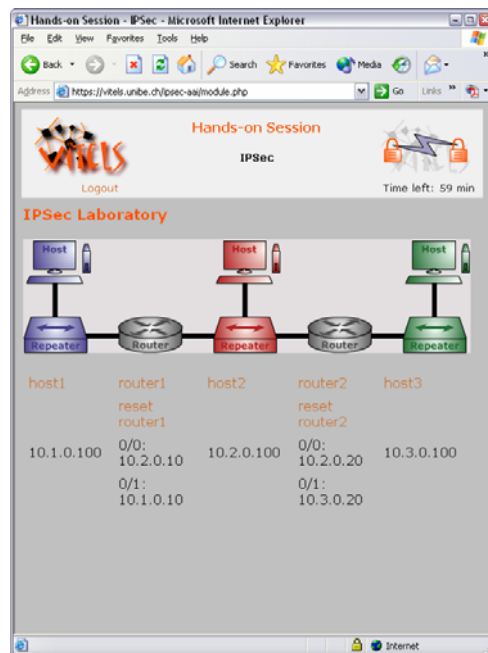 Hands-on Session - IPSec - Microsoft Internet Explorer
File Edit View Favorites Tools Help
Back Search Favorites Media
Address https://vitels.unibe.ch/ipsec-aai/module.php Go Links
VITELS
Hands-on Session
IPSec
Logout
Time left: 59 min
IPSec Laboratory
Host Host Host
Repeater Router Repeater Router Repeater
host1 router1 host2 router2 host3
reset router1 reset router2
10.1.0.100 0/0: 10.2.0.10 10.2.0.100 0/0: 10.2.0.20 10.3.0.100
0/1: 10.1.0.10 0/1: 10.3.0.20
Internet